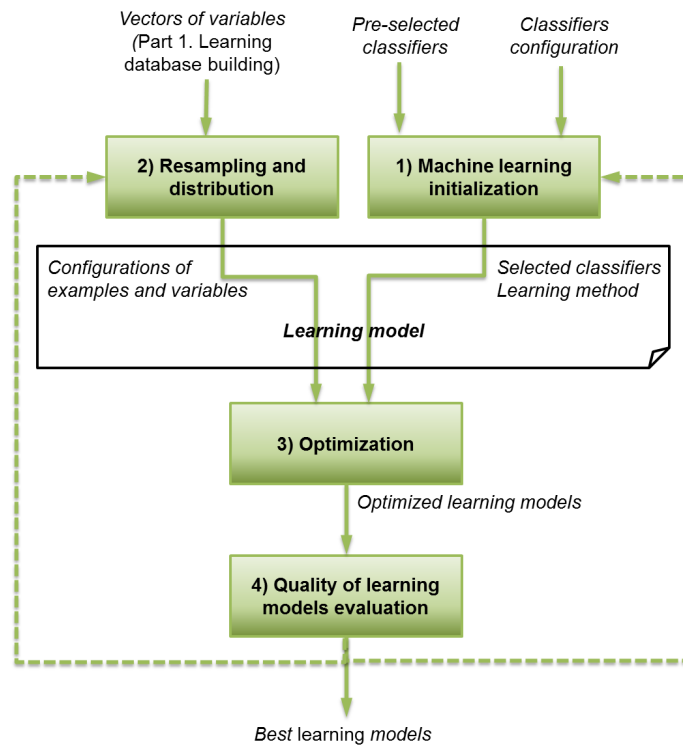 Vectors of variables
(Part 1. Learning
database building)
Pre-selected
classifiers
Classifiers
configuration
2) Resampling and
distribution
1) Machine learning
initialization
Configurations of
examples and variables
Selected classifiers
Learning method
Learning model
3) Optimization
Optimized learning models
4) Quality of learning
models evaluation
Best learning models